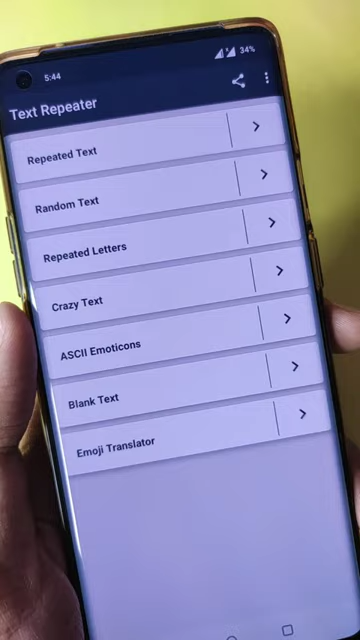 5:44
34%
Text Repeater
Repeated Text
Random Text
Repeated Letters
Crazy Text
ASCII Emoticons
Blank Text
Emoji Translator